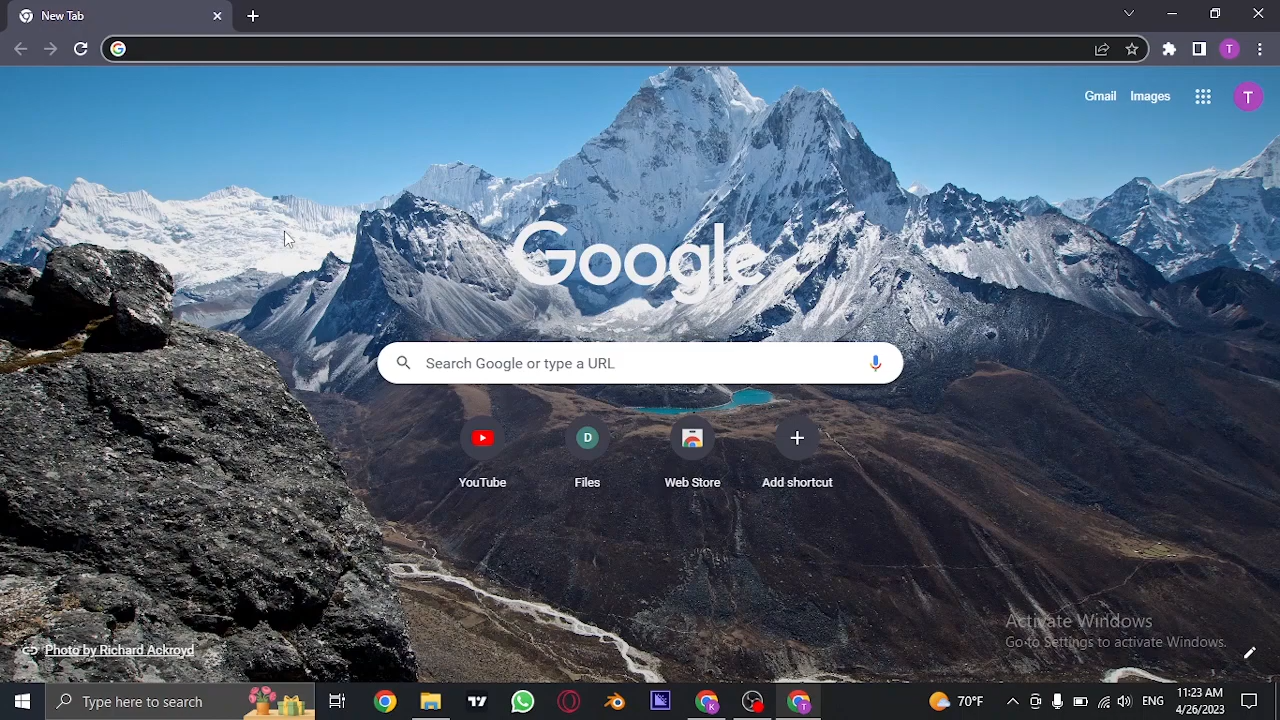 New Tab
Gmail Images T
Google
Search Google or type a URL
D
YouTube Files Web Store Add shortcut
Activate Windows
Go to Settings to activate Windows.
Photo by Richard Ackroyd
Type here to search
K
T
70°F
ENG
11:23 AM
4/26/2023
T